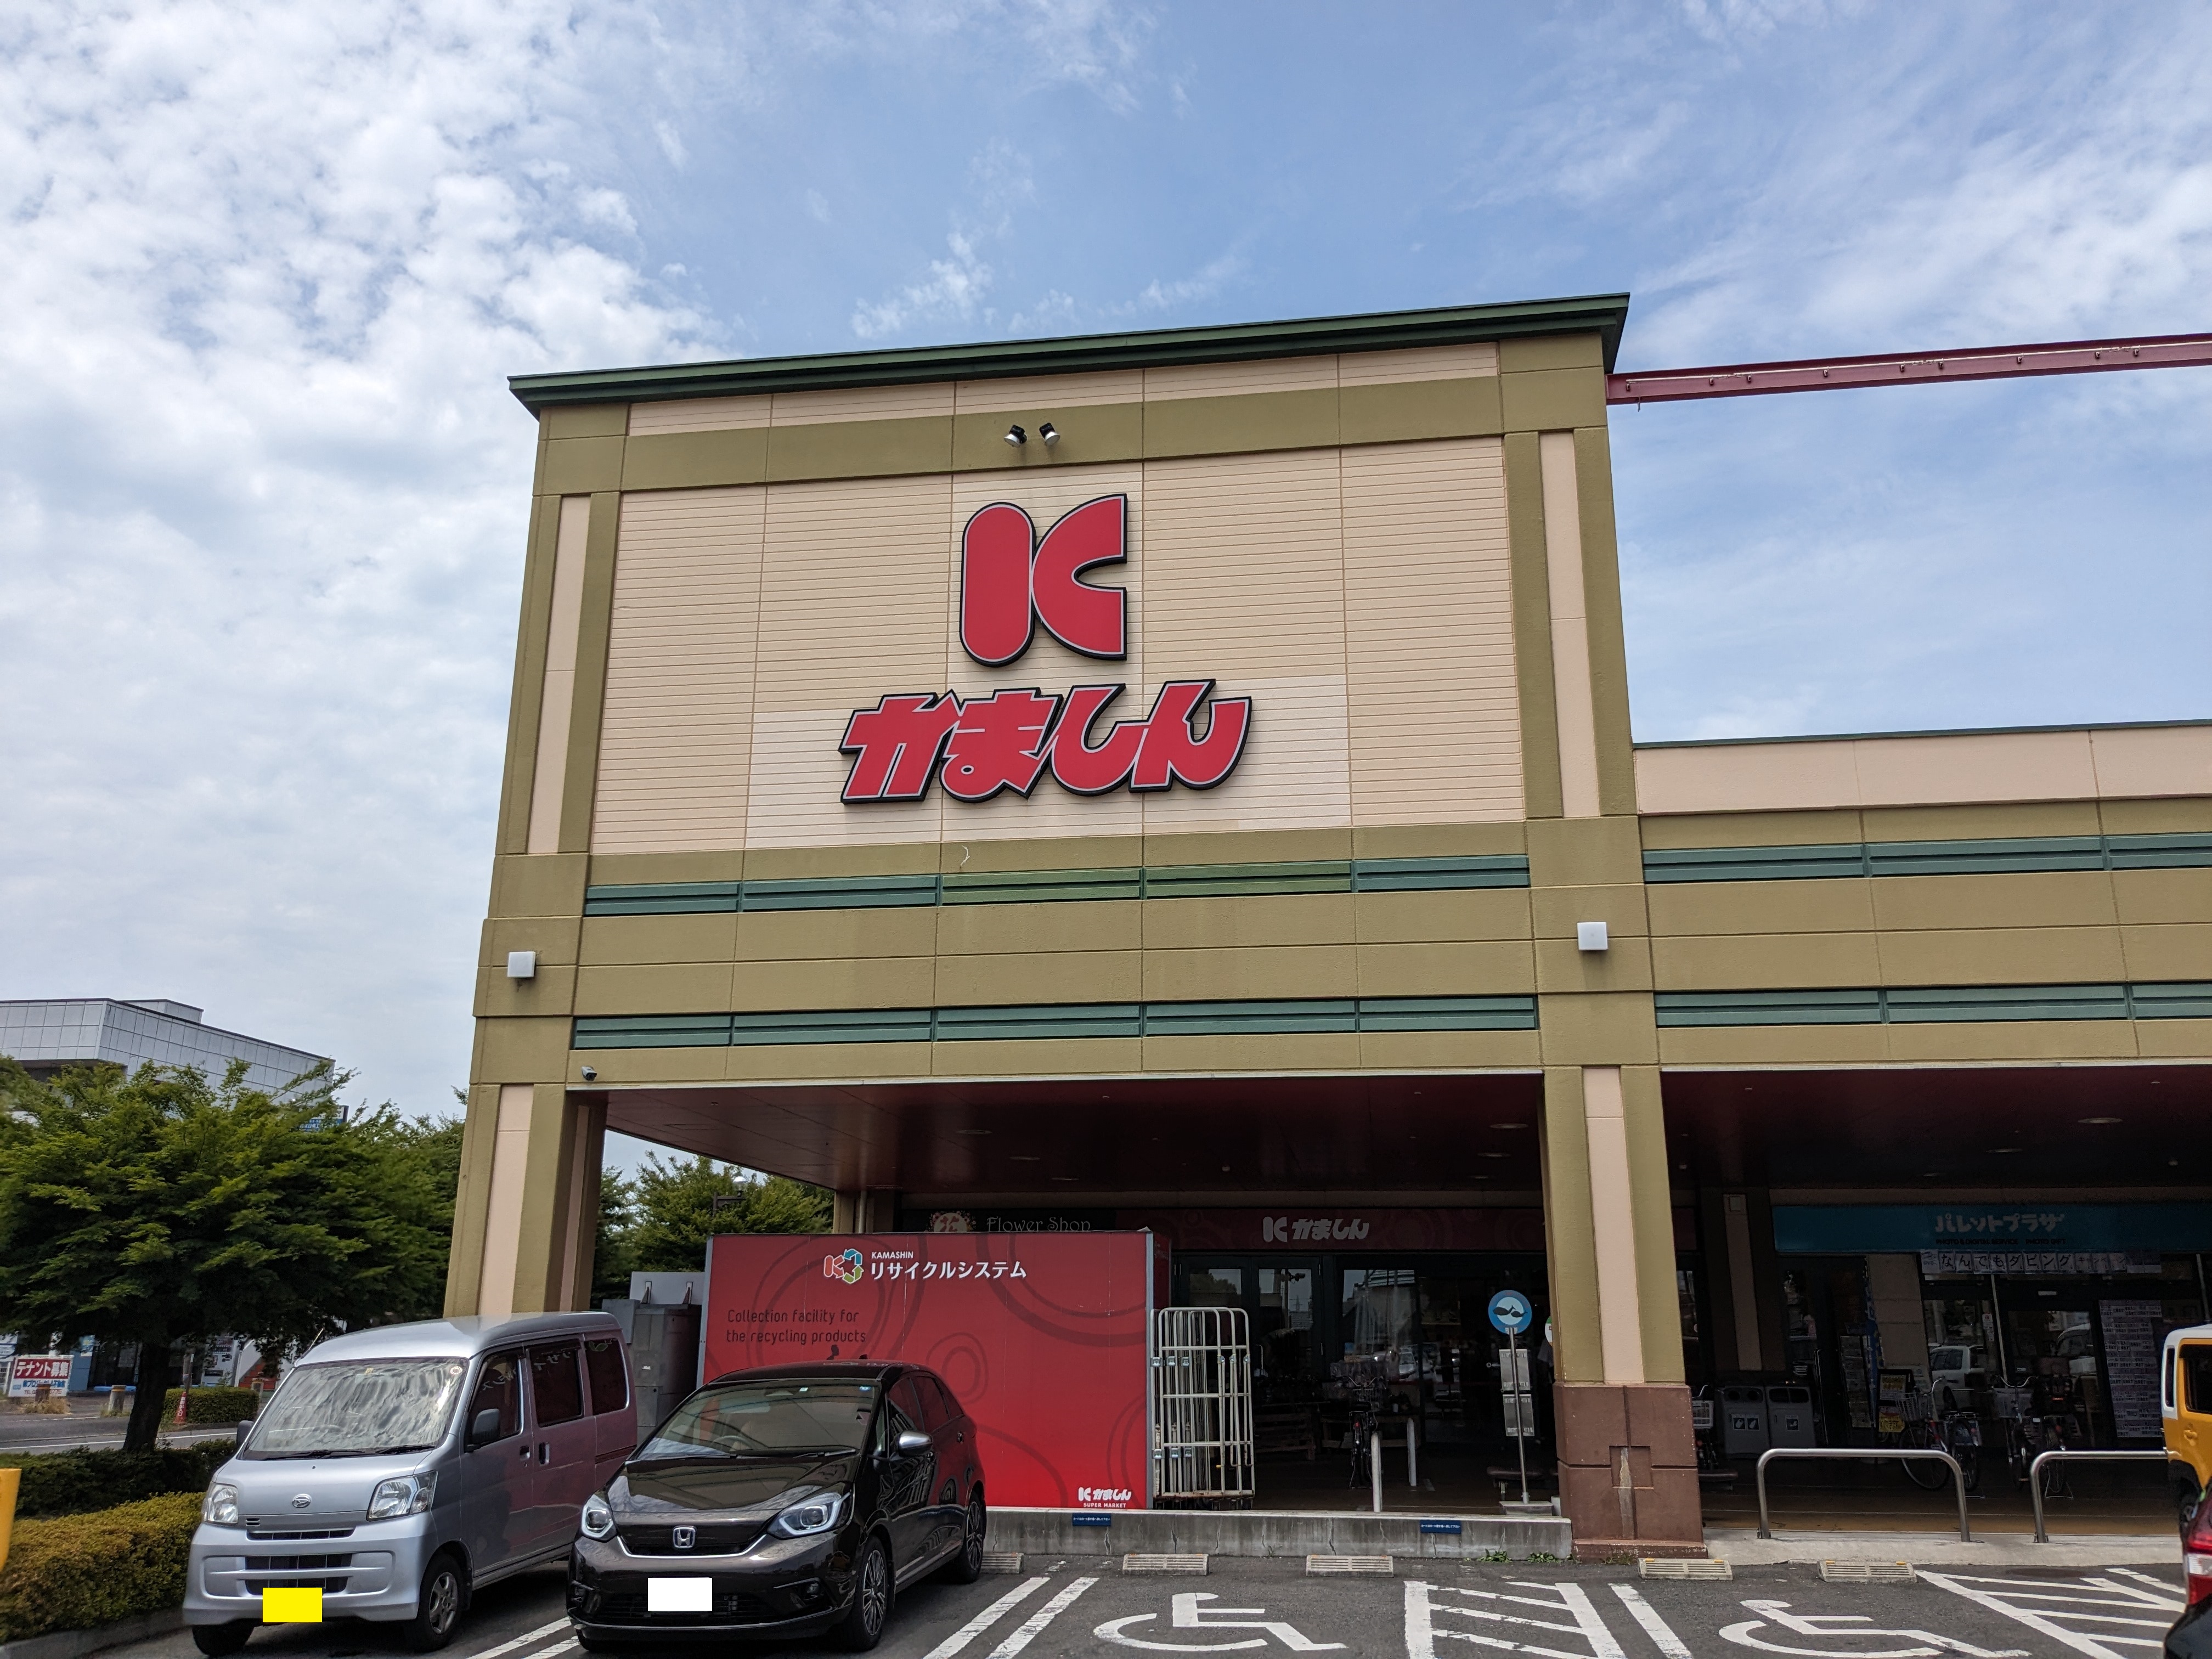 K
かましん
Flower Shop
K かましん
パレットプラザ
なんでもダビング
KAMASHIN
リサイクルシステム
Collection facility for
the recycling products
テナント募集
K かましん
SUPER MARKET